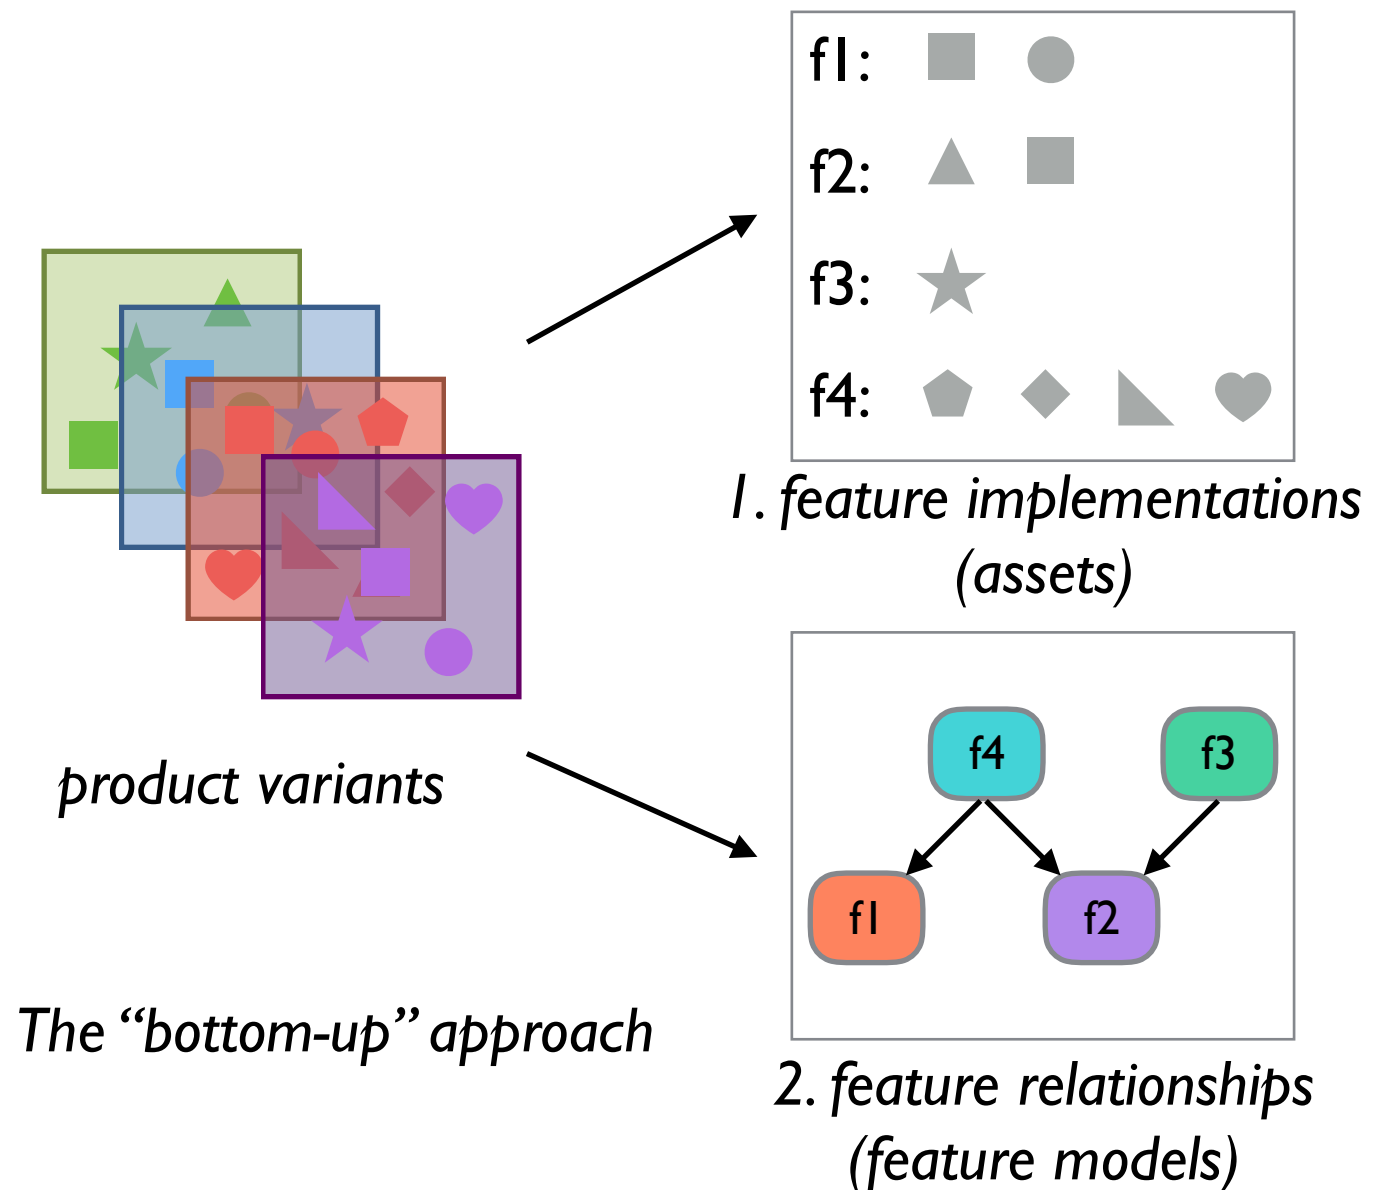 f1:
f2:
f3:
f4:
1. feature implementations
(assets)
product variants
f4
f3
f1
f2
The “bottom-up” approach
2. feature relationships
(feature models)